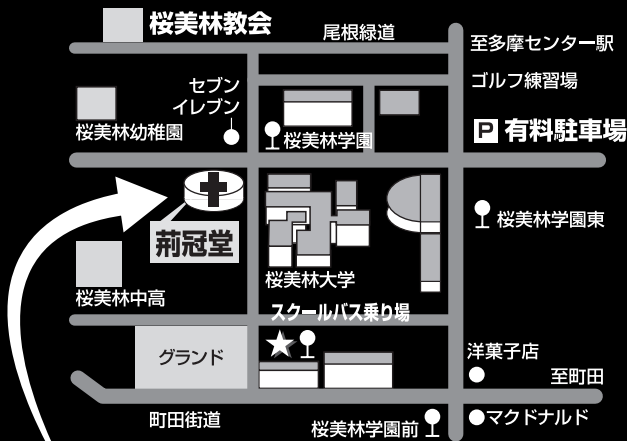 桜美林教会
尾根緑道
至多摩センター駅
セブン
イレブン
ゴルフ練習場
桜美林幼稚園
桜美林学園
P 有料駐車場
荊冠堂
桜美林学園東
桜美林中高
桜美林大学
スクールバス乗り場
グランド
洋菓子店
至町田
町田街道
桜美林学園前
マクドナルド